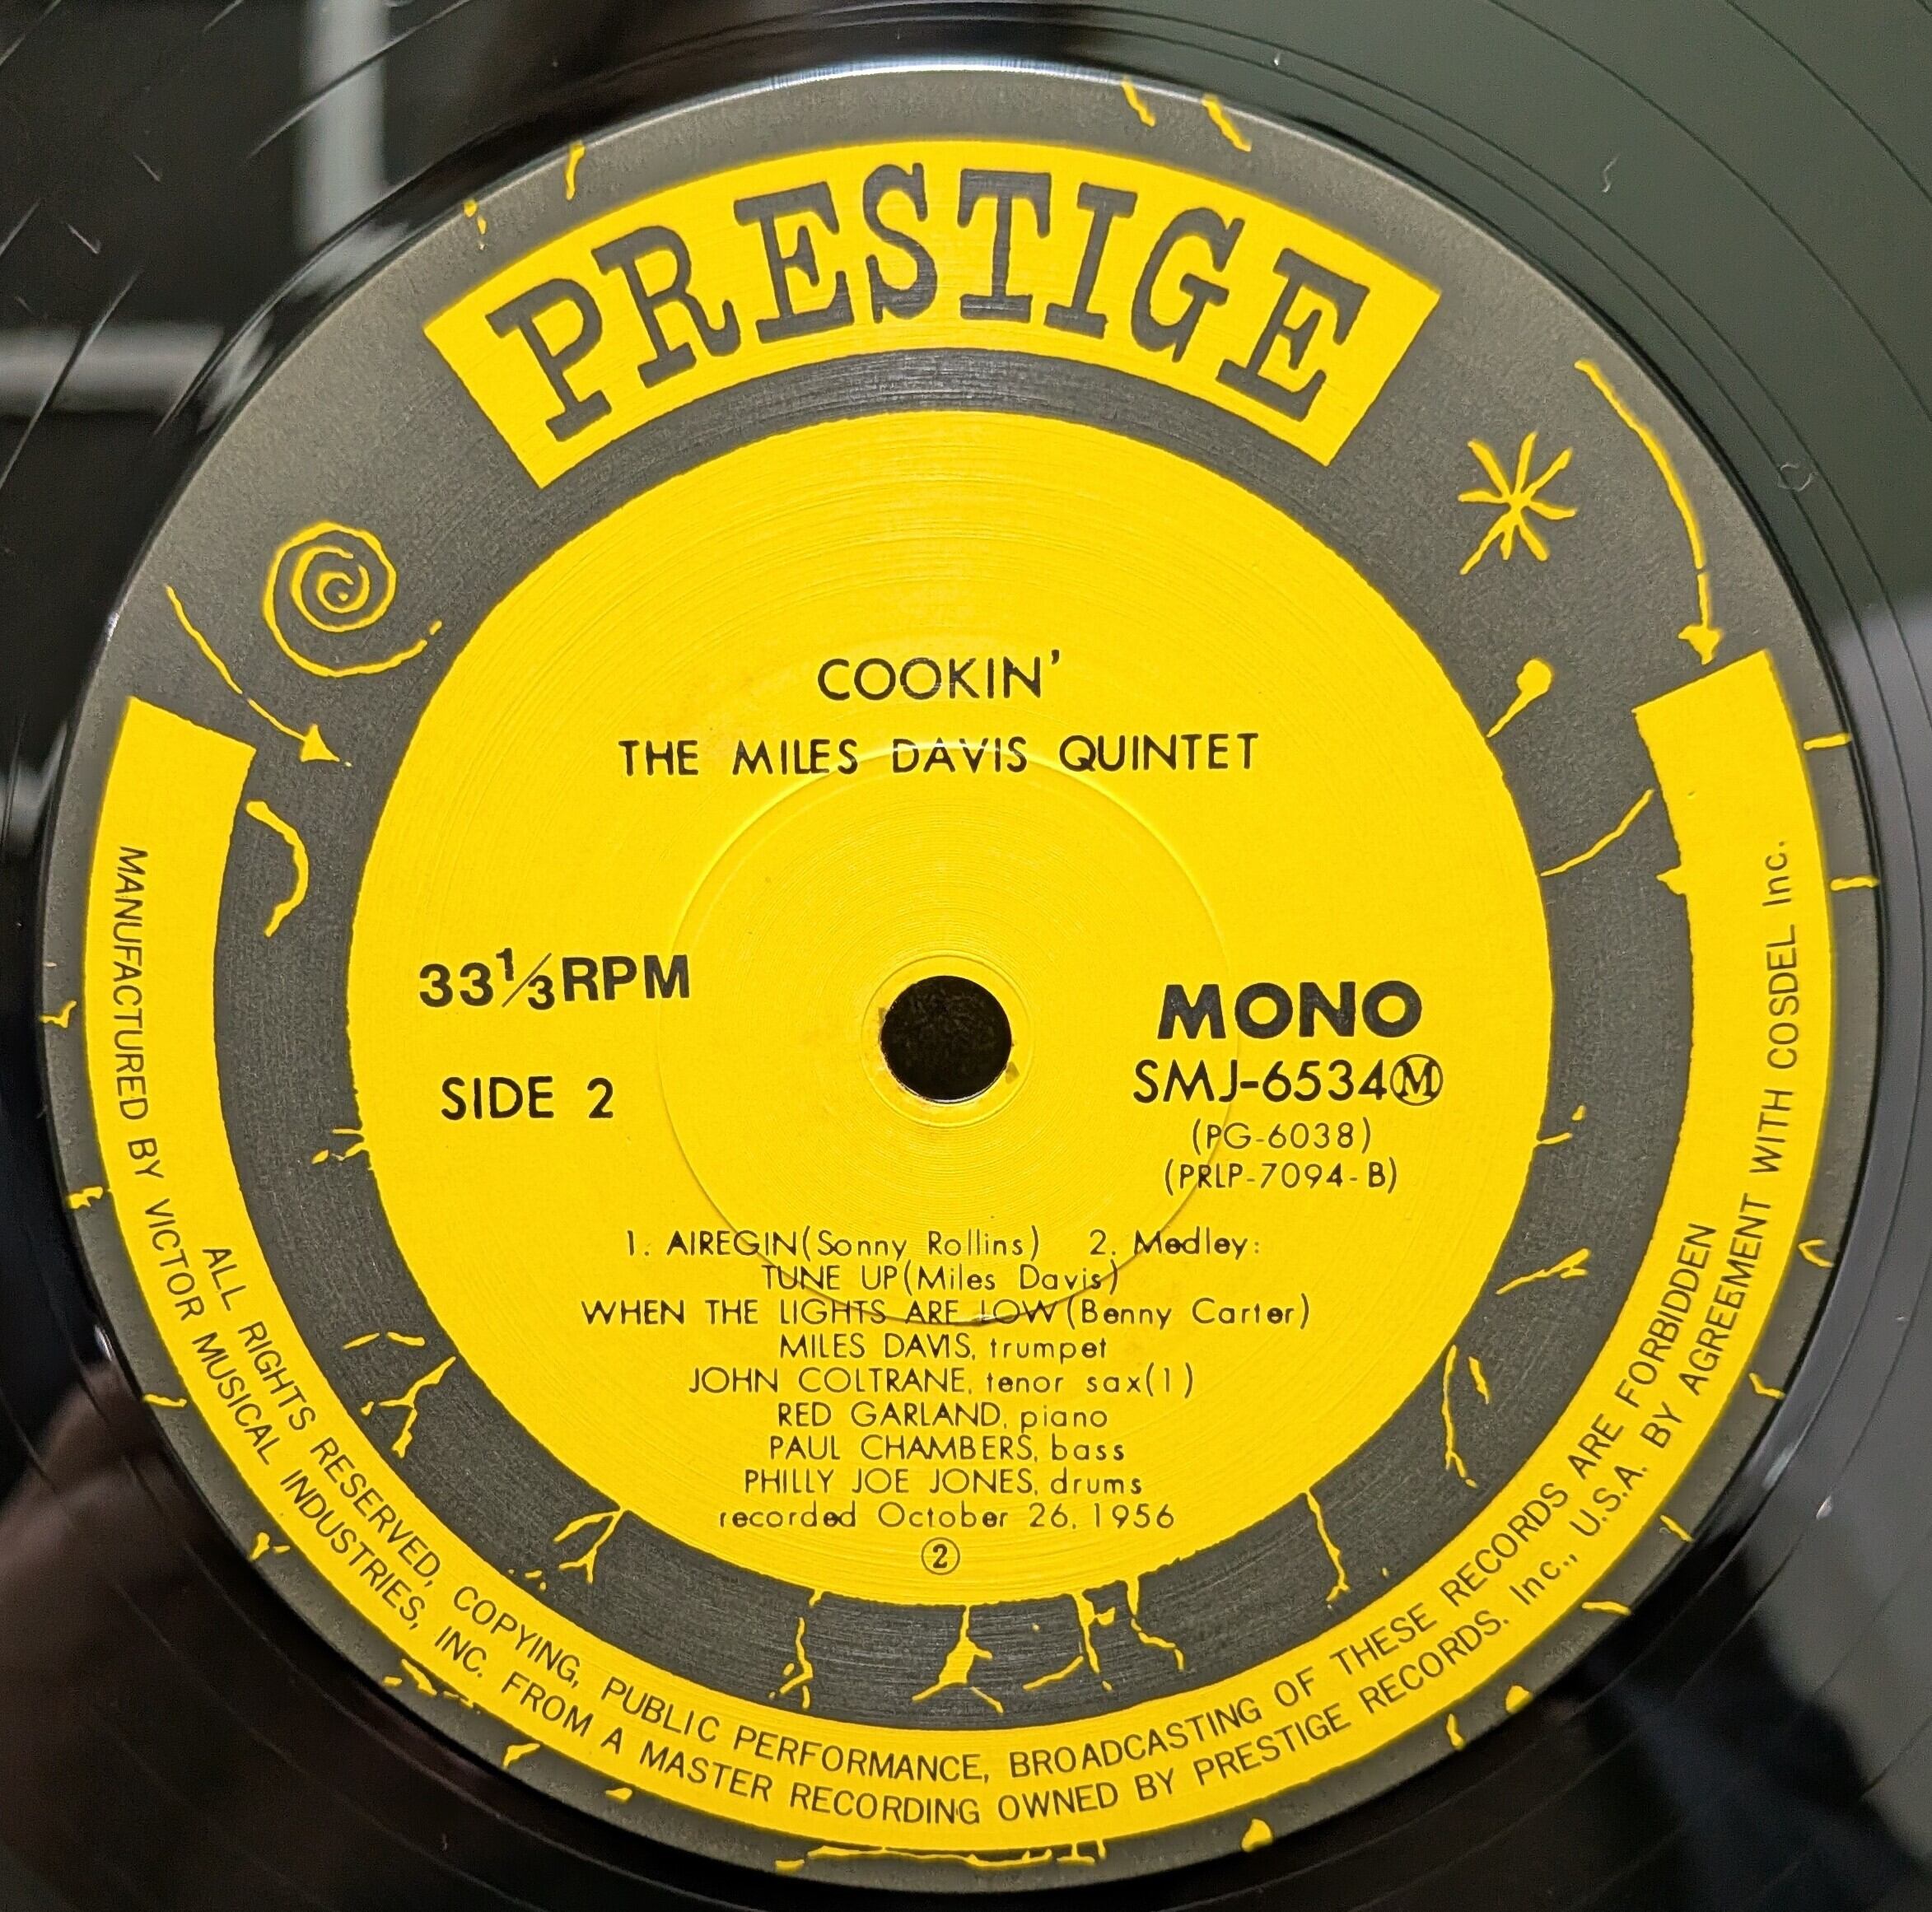 PRESTIGE
COOKIN'
THE MILES DAVIS QUINTET
33⅓RPM
SIDE 2
MONO
SMJ-6534Ⓜ
(PG-6038)
(PRLP-7094-B)
1. AIREGIN(Sonny Rollins) 2. Medley:
TUNE UP(Miles Davis)
WHEN THE LIGHTS ARE LOW(Benny Carter)
MILES DAVIS, trumpet
JOHN COLTRANE, tenor sax(1)
RED GARLAND, piano
PAUL CHAMBERS, bass
PHILLY JOE JONES, drums
recorded October 26, 1956
②
ALL RIGHTS RESERVED, COPYING, PUBLIC PERFORMANCE, BROADCASTING OF THESE RECORDS ARE FORBIDDEN
MANUFACTURED BY VICTOR MUSICAL INDUSTRIES, INC. FROM A MASTER RECORDING OWNED BY PRESTIGE RECORDS. Inc., U.S.A. BY AGREEMENT WITH COSDEL Inc.